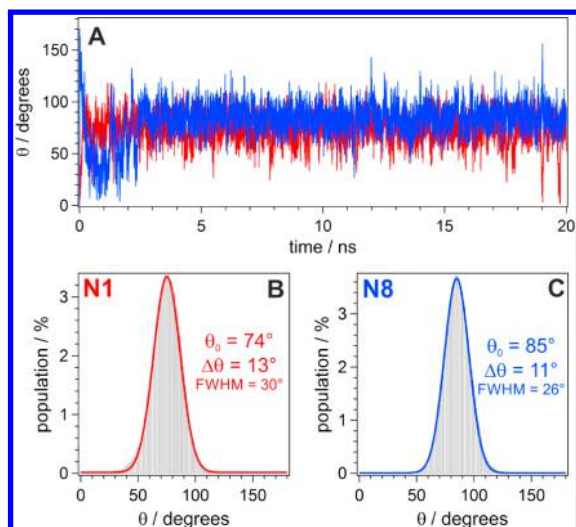 A
θ / degrees
150
100
50
0
0
5
10
15
20
time / ns
N1
B
population / %
3
2
1
0
θ₀ = 74°
Δθ = 13°
FWHM = 30°
0
50
100
150
θ / degrees
N8
C
population / %
3
2
1
0
θ₀ = 85°
Δθ = 11°
FWHM = 26°
0
50
100
150
θ / degrees